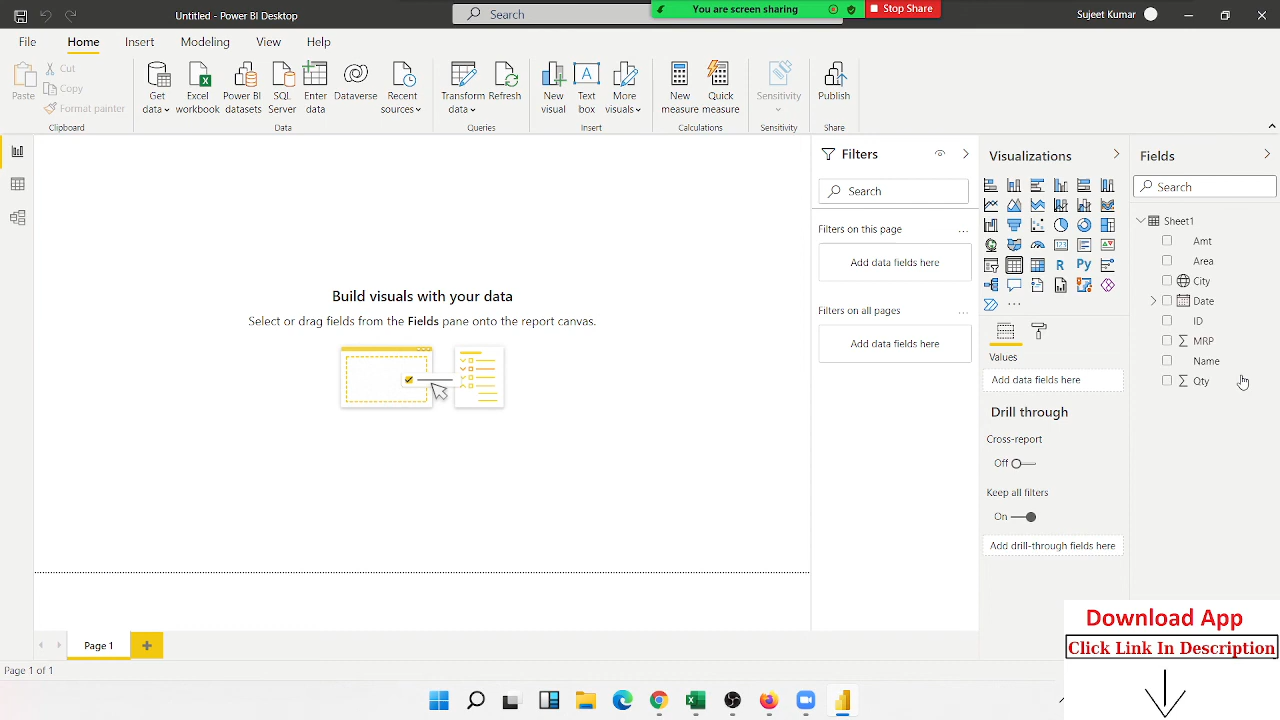 Untitled - Power BI Desktop
Search
You are screen sharing
Stop Share
Sujeet Kumar
File
Home
Insert
Modeling
View
Help
Paste
Cut
Copy
Format painter
Clipboard
Get data
Excel workbook
Power BI datasets
SQL Server
Enter data
Dataverse
Recent sources
Data
Transform data
Refresh
Queries
New visual
Text box
More visuals
Insert
New measure
Quick measure
Calculations
Sensitivity
Sensitivity
Publish
Share
Build visuals with your data
Select or drag fields from the Fields pane onto the report canvas.
Filters
Search
Filters on this page
...
Add data fields here
Filters on all pages
...
Add data fields here
Visualizations
R
Py
123
...
Values
Add data fields here
Drill through
Cross-report
Off
Keep all filters
On
Add drill-through fields here
Fields
Search
Sheet1
Amt
Area
City
Date
ID
MRP
Name
Qty
Page 1
Page 1 of 1
Download App
Click Link In Description